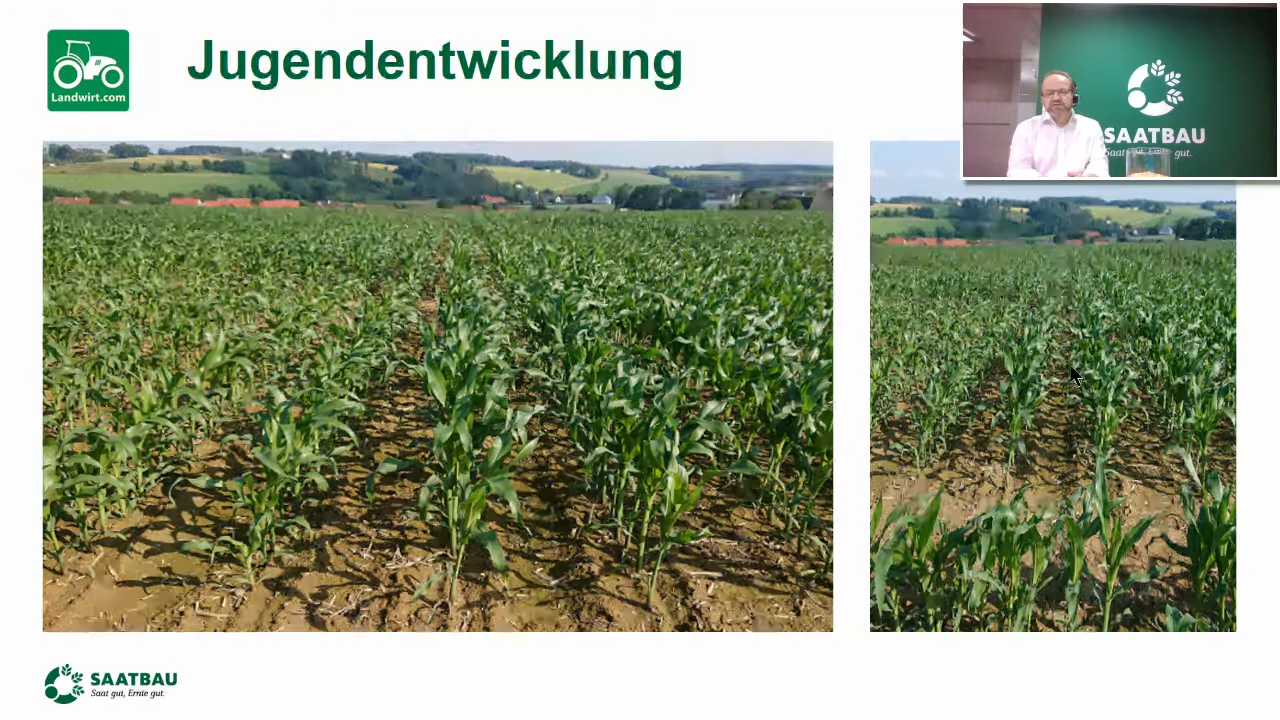 Landwirt.com
Jugendentwicklung
SAATBAU
Saat gut, Ernte gut.
SAATBAU
Saat gut, Ernte gut.